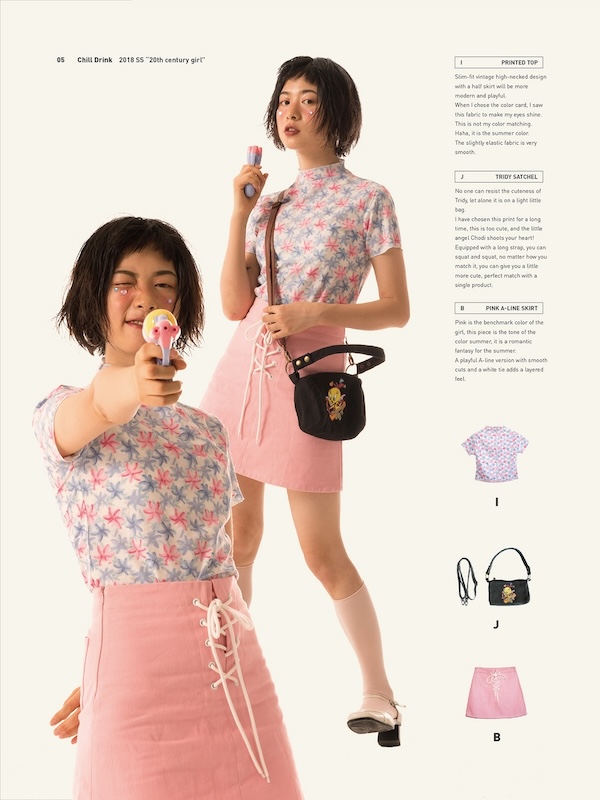 05 Chill Drink 2018 SS "20th century girl"
I PRINTED TOP
Slim-fit vintage high-necked design
with a half skirt will be more
modern and playful.
When I chose the color card, I saw
this fabric to make my eyes shine.
This is not my color matching.
Haha, it is the summer color.
The slightly elastic fabric is very
smooth.
J TRIDY SATCHEL
No one can resist the cuteness of
Tridy, let alone it on a light little
bag.
I have chosen this print for a long
time, this is too cute, and the little
angel Chodi shoots your heart!
Equipped with a long strap, you can
squat and squat, no matter how you
match it, you can give you a little
more cute, perfect match with a
single product.
B PINK A-LINE SKIRT
Pink is the benchmark color of the
girl, this piece is the tone of the
color summer, it is a romantic
fantasy for the summer.
A playful A-line version with smooth
cuts and a white tie adds a layered
feel.
I
J
B